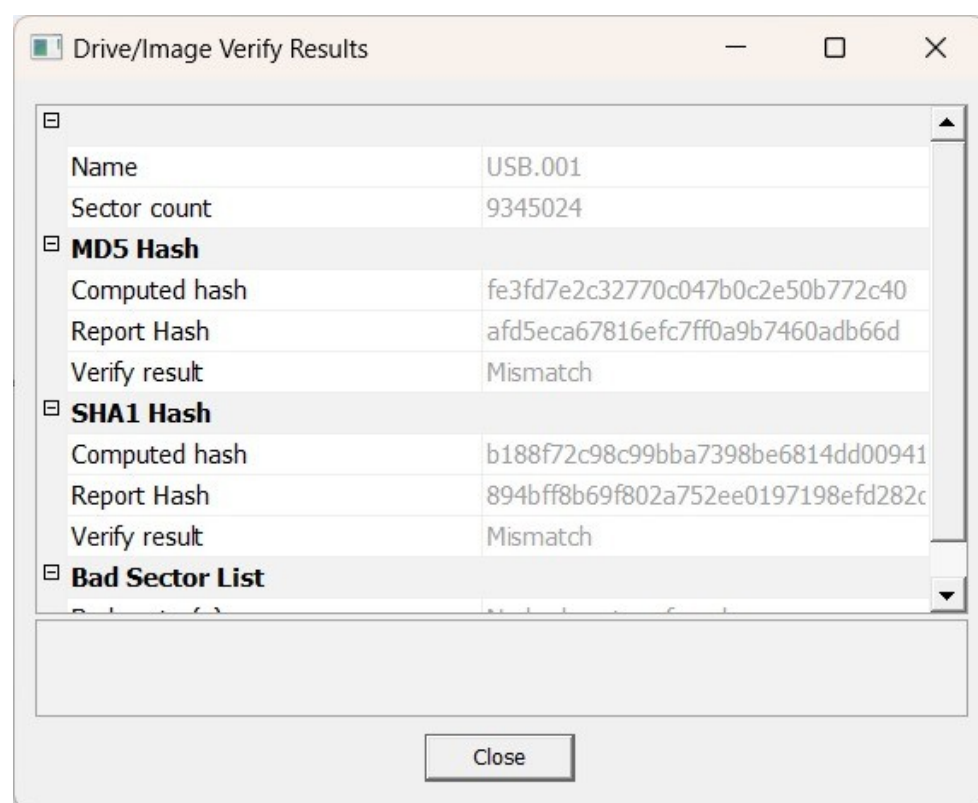 Drive/Image Verify Results
Name USB.001
Sector count 9345024
MD5 Hash
Computed hash fe3fd7e2c32770c047b0c2e50b772c40
Report Hash afd5eca67816efc7ff0a9b7460adb66d
Verify result Mismatch
SHA1 Hash
Computed hash b188f72c98c99bba7398be6814dd00941
Report Hash 894bff8b69f802a752ee0197198efd282c
Verify result Mismatch
Bad Sector List
Close